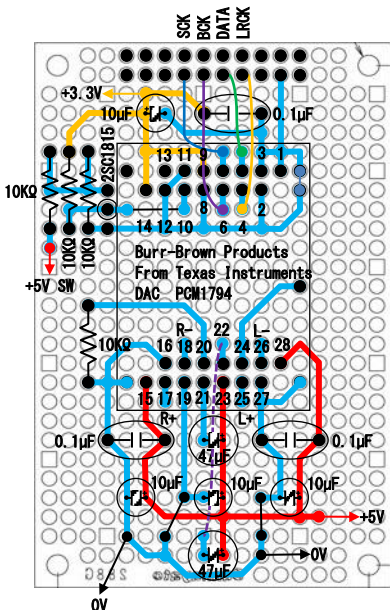 SCK BCK DATA LRCK
+3.3V
10μF
0.1μF
2SC1815
13 11 9 3 1
10KΩ
14 12 10 8 6 4 2
10KΩ 10KΩ
+5V SW
Burr-Brown Products
From Texas Instruments
DAC PCM1794
R- 22 L-
10KΩ
16 18 20 24 26 28
15 17 19 21 23 25 27
R+ L+
0.1μF
47μF
0.1μF
10μF
10μF
10μF
+5V
47μF
0V
0V